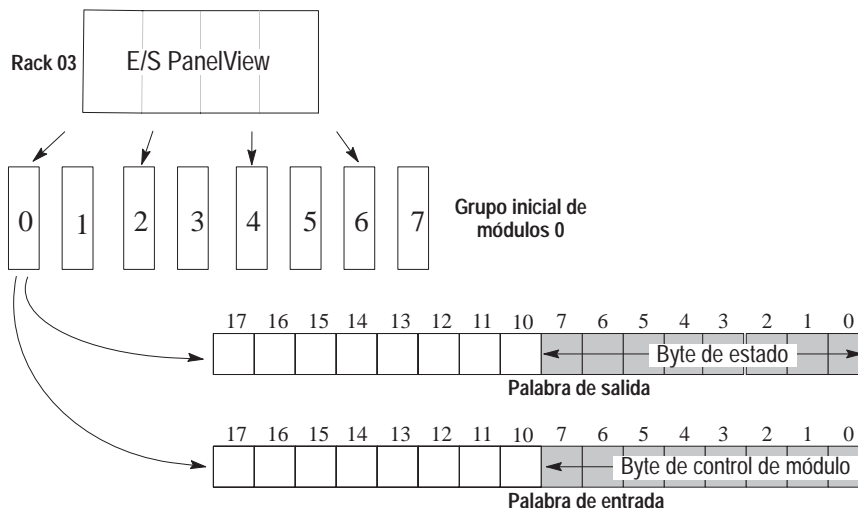 Rack 03
E/S PanelView
0 1 2 3 4 5 6 7
Grupo inicial de
módulos 0
17 16 15 14 13 12 11 10 7 6 5 4 3 2 1 0
Byte de estado
Palabra de salida
17 16 15 14 13 12 11 10 7 6 5 4 3 2 1 0
Byte de control de módulo
Palabra de entrada